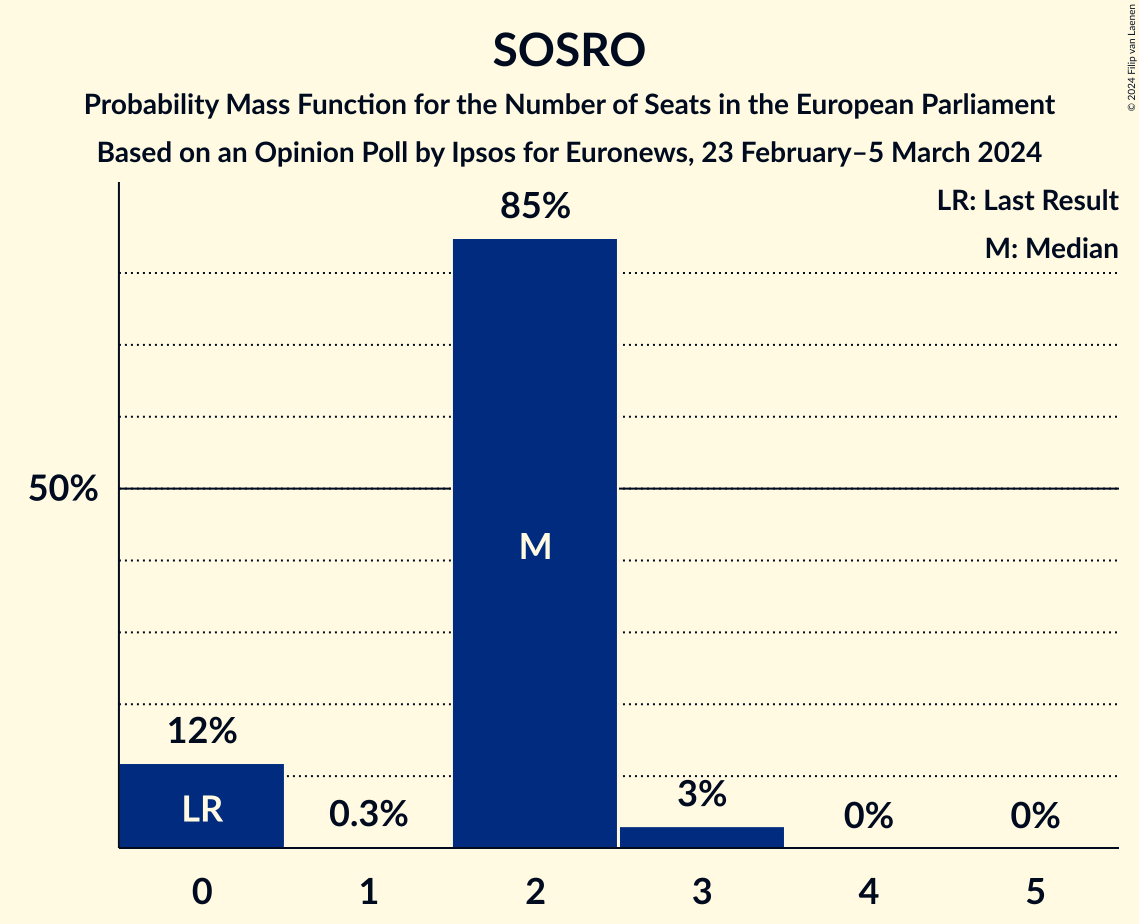 SOSRO
Probability Mass Function for the Number of Seats in the European Parliament
Based on an Opinion Poll by Ipsos for Euronews, 23 February–5 March 2024
© 2024 Filip van Laenen
LR: Last Result
M: Median
85%
50%
M
12%
LR
0.3%
3%
0%
0%
0
1
2
3
4
5